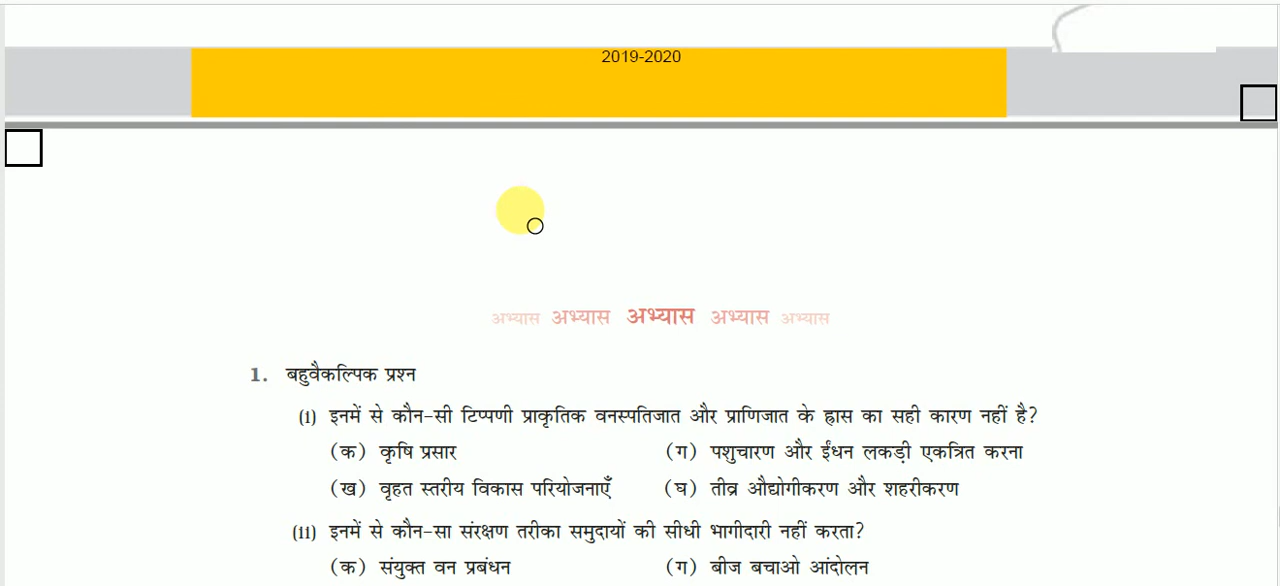 2019-2020
अभ्यास अभ्यास अभ्यास अभ्यास अभ्यास
1. बहुवैकल्पिक प्रश्न
(i) इनमें से कौन-सी टिप्पणी प्राकृतिक वनस्पतिजात और प्राणिजात के ह्रास का सही कारण नहीं है?
(क) कृषि प्रसार (ग) पशुचारण और ईंधन लकड़ी एकत्रित करना
(ख) वृहत स्तरीय विकास परियोजनाएँ (घ) तीव्र औद्योगीकरण और शहरीकरण
(ii) इनमें से कौन-सा संरक्षण तरीका समुदायों की सीधी भागीदारी नहीं करता?
(क) संयुक्त वन प्रबंधन (ग) बीज बचाओ आंदोलन